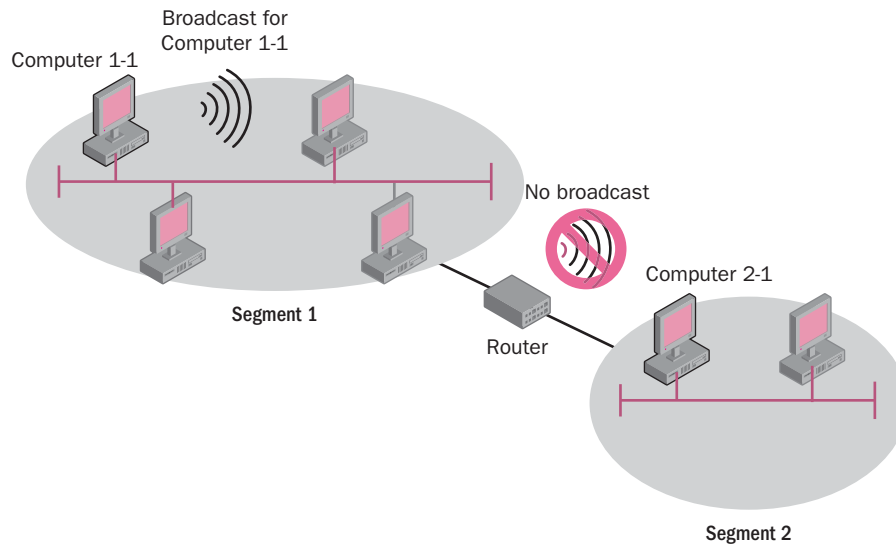 Broadcast for
Computer 1-1
Computer 1-1
No broadcast
Computer 2-1
Segment 1
Router
Segment 2